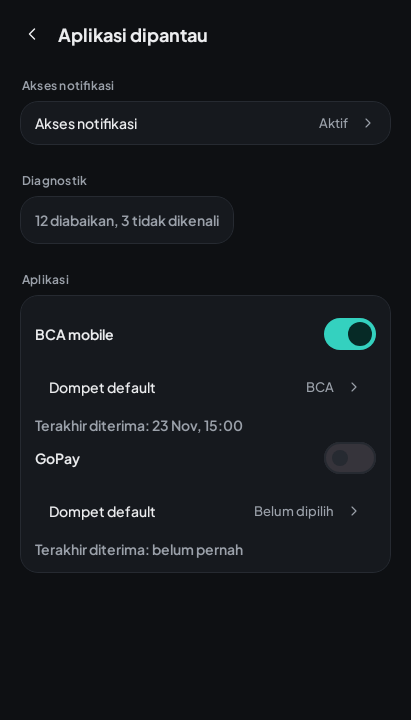 Aplikasi dipantau
Akses notifikasi
Akses notifikasi Aktif
Diagnostik
12 diabaikan, 3 tidak dikenali
Aplikasi
BCA mobile
Dompet default BCA
Terakhir diterima: 23 Nov, 15:00
GoPay
Dompet default Belum dipilih
Terakhir diterima: belum pernah